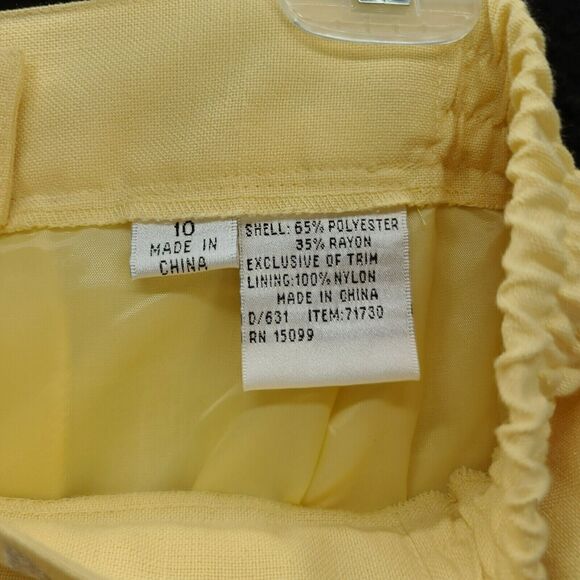 10
MADE IN
CHINA
SHELL: 65% POLYESTER
35% RAYON
EXCLUSIVE OF TRIM
LINING:100% NYLON
MADE IN CHINA
D/631 ITEM:71730
RN 15099